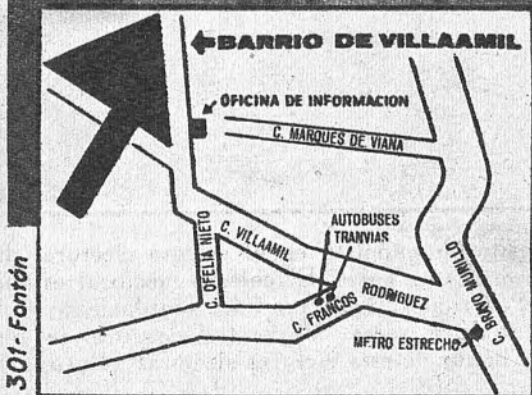 BARRIO DE VILLAAMIL
OFICINA DE INFORMACION
C. MARQUES DE VIANA
AUTOBUSES
TRANVIAS
C. VILLAAMIL
C. OFELIA NIETO
C. FRANCOS RODRIGUEZ
C. BRAVO MURILLO
METRO ESTRECHO
301-Fontán